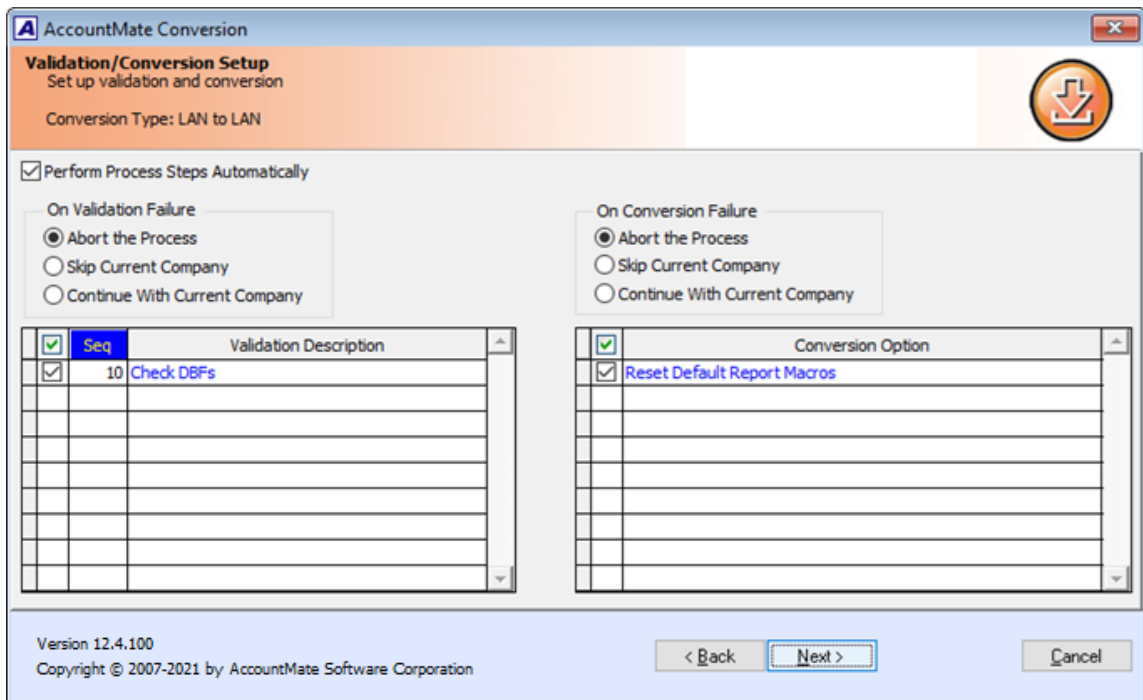 AccountMate Conversion
Validation/Conversion Setup
Set up validation and conversion
Conversion Type: LAN to LAN
Perform Process Steps Automatically
On Validation Failure
Abort the Process
Skip Current Company
Continue With Current Company
On Conversion Failure
Abort the Process
Skip Current Company
Continue With Current Company
Seq Validation Description
10 Check DBFs
Conversion Option
Reset Default Report Macros
Version 12.4.100
Copyright © 2007-2021 by AccountMate Software Corporation
< Back Next > Cancel